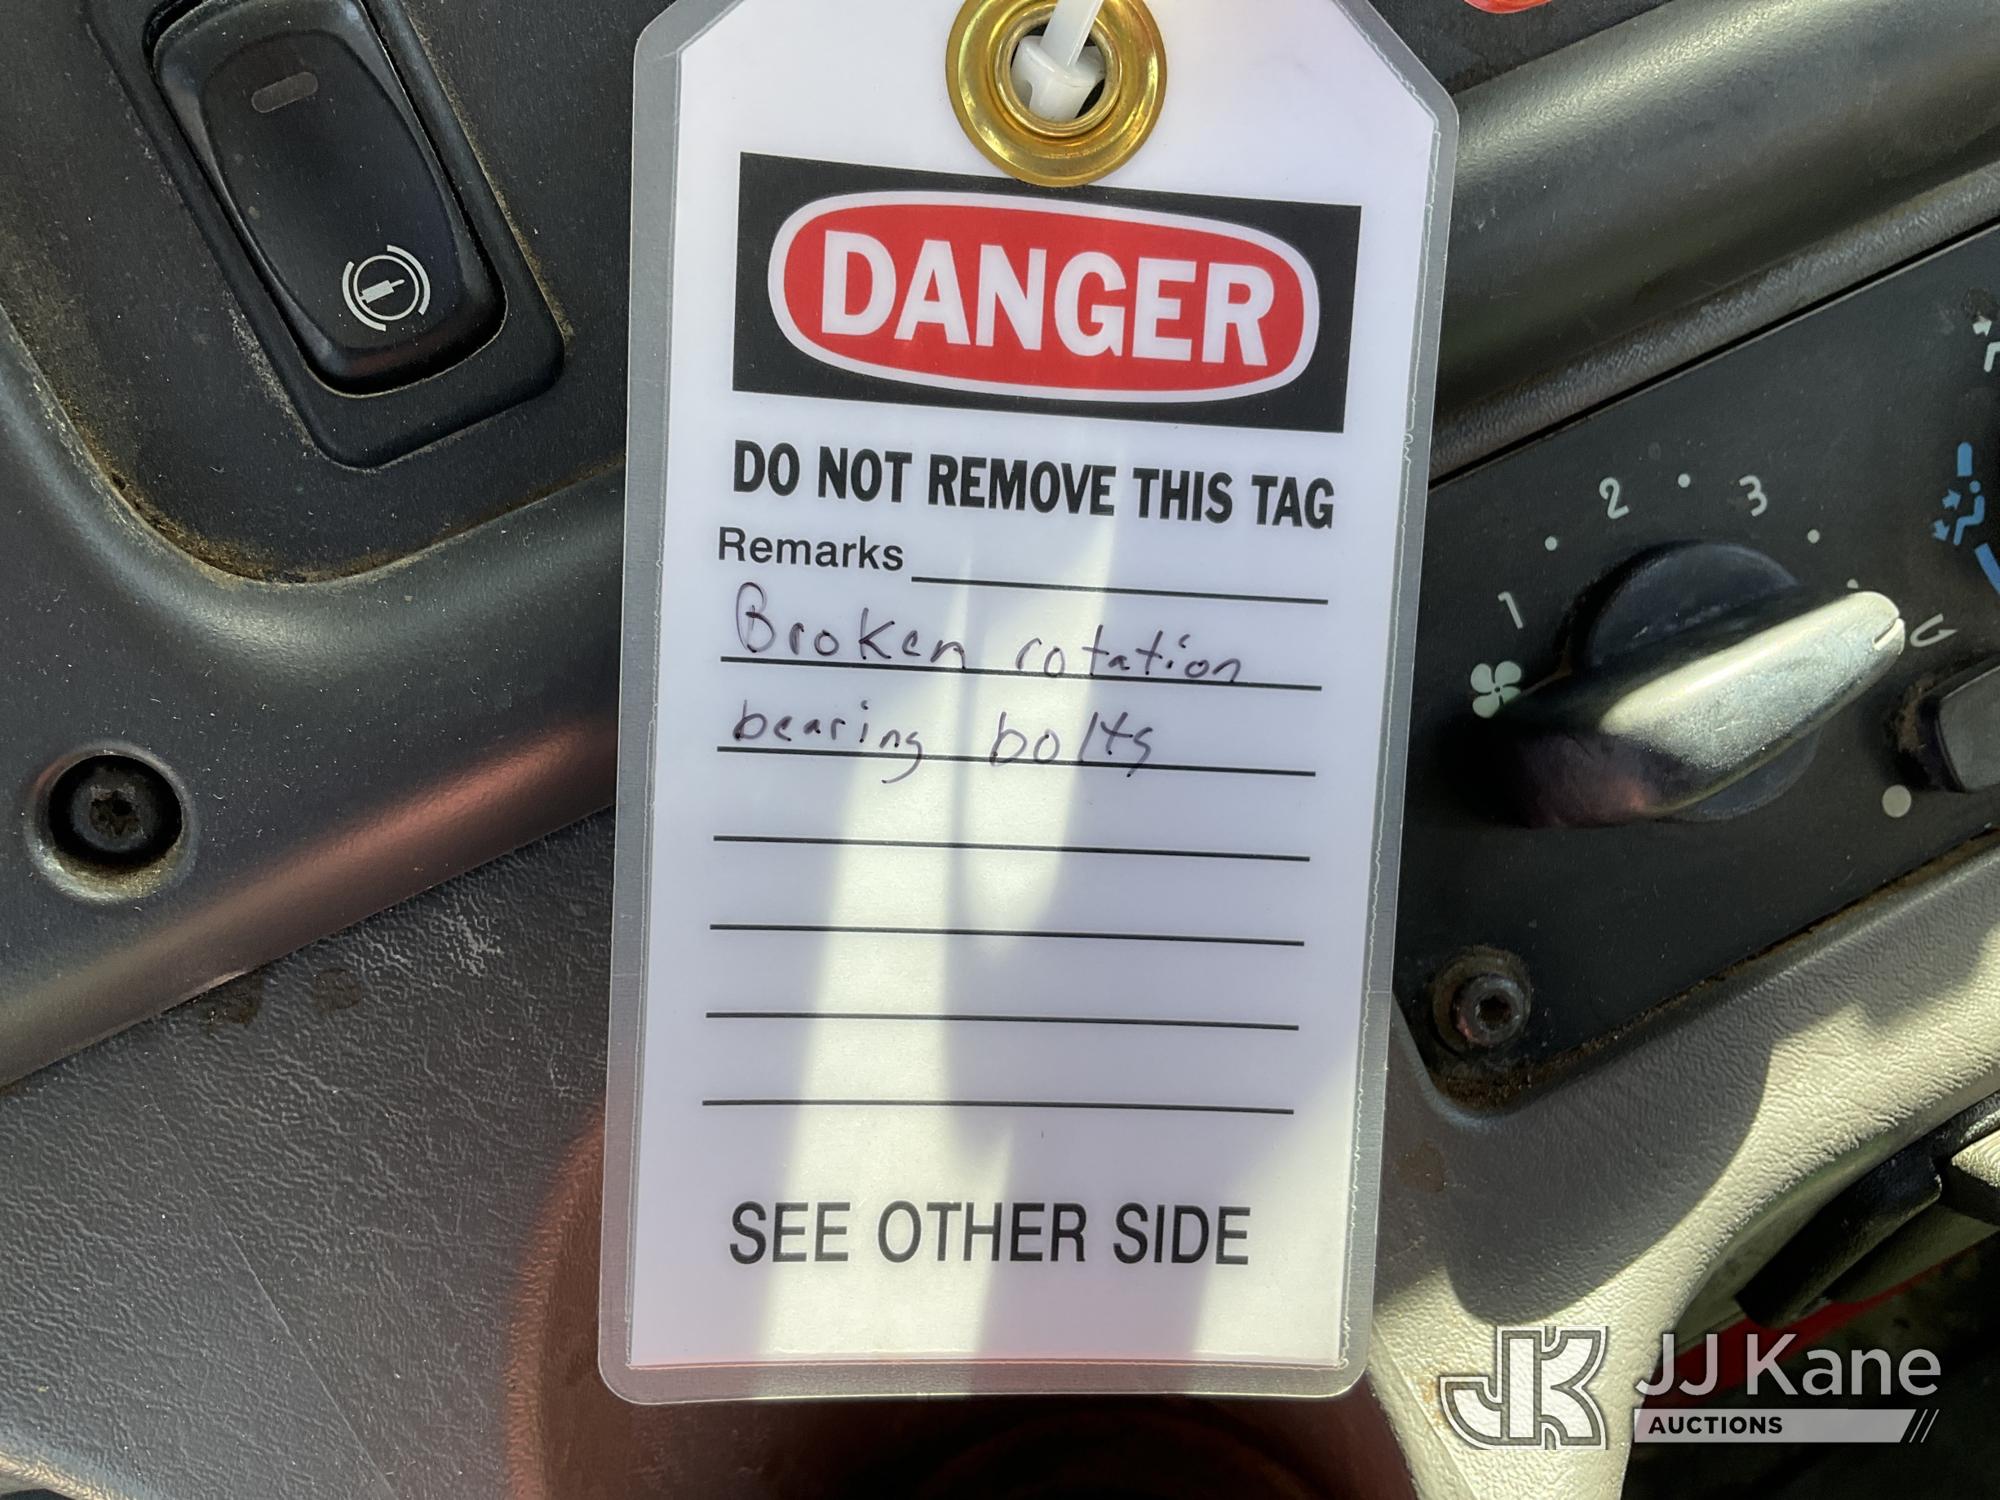 DANGER
DO NOT REMOVE THIS TAG
Remarks
Broken rotation
bearing bolts
SEE OTHER SIDE
1 2 3
JJ Kane
AUCTIONS